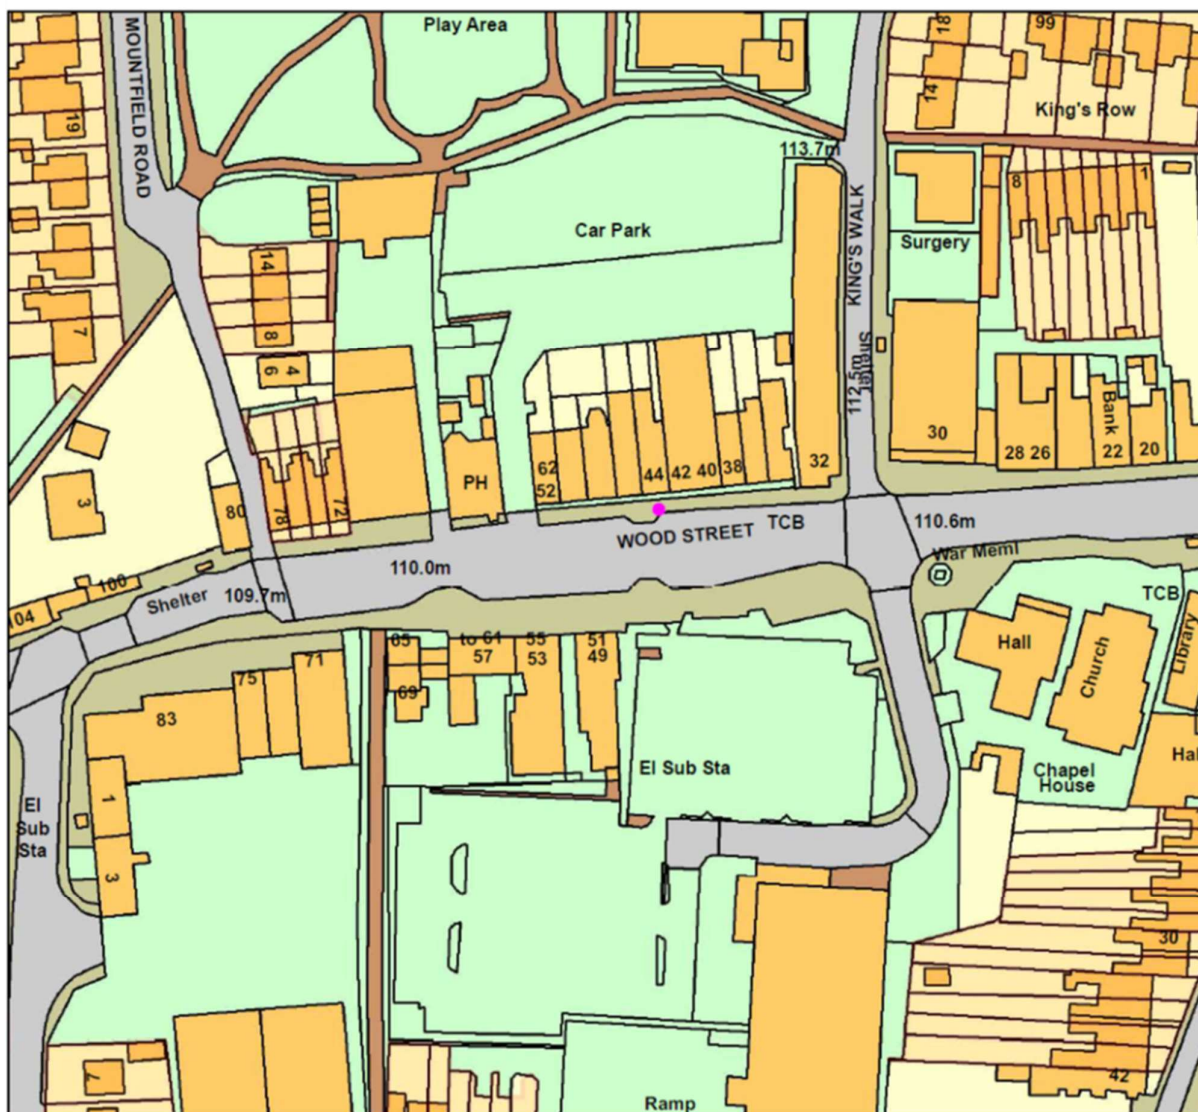 Play Area
18
99
MOUNTFIELD ROAD
19
14
King's Row
113.7m
8
1
Car Park
KING'S WALK
Surgery
14
7
8
Shelter
4
6
112.5m
Bank
30
28 26
22
20
62
52
44
42
40
38
32
PH
3
80
78
72
WOOD STREET
TCB
110.6m
War Meml
110.0m
100
Shelter
109.7m
104
TCB
65
to 61
57
55
53
51
49
Hall
Church
Library
71
75
69
83
El Sub Sta
Hal
Chapel
House
1
El
Sub
Sta
3
30
7
42
Ramp